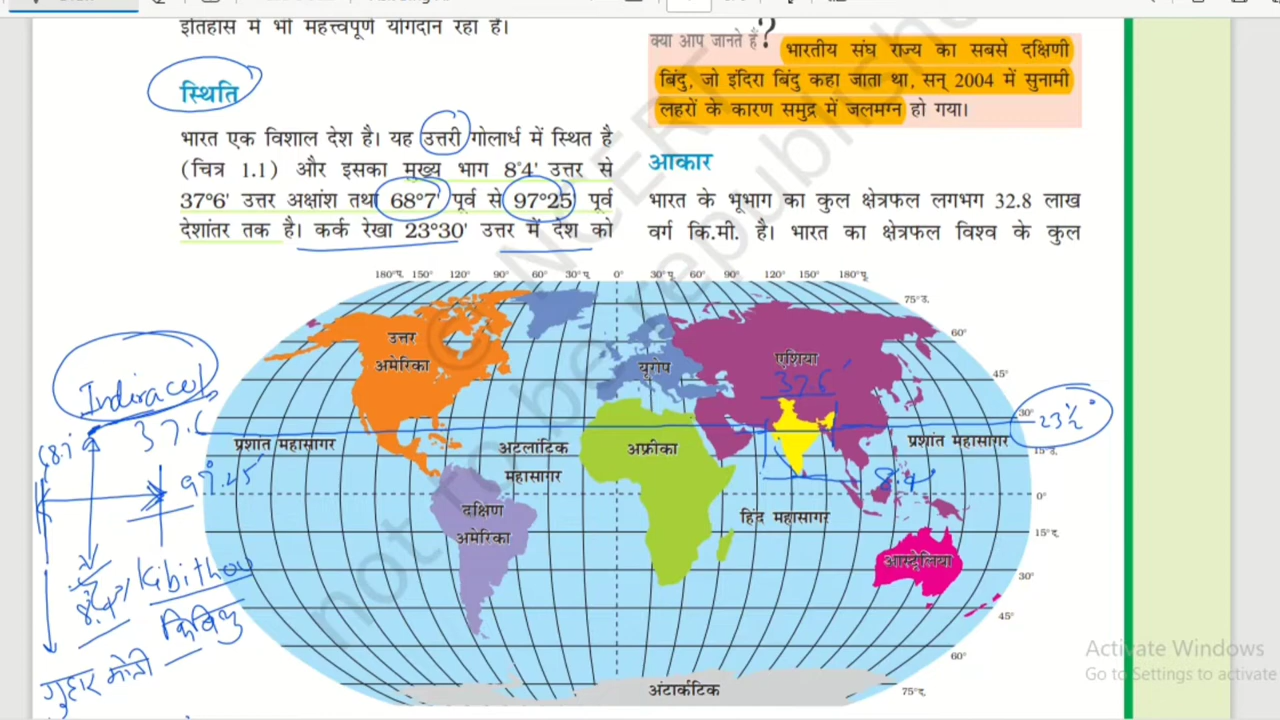 इतिहास में भी महत्त्वपूर्ण योगदान रहा है।
स्थिति
भारत एक विशाल देश है। यह उत्तरी गोलार्ध में स्थित है
(चित्र 1.1) और इसका मुख्य भाग 8°4' उत्तर से
37°6' उत्तर अक्षांश तथा 68°7' पूर्व से 97°25 पूर्व
देशांतर तक है। कर्क रेखा 23°30' उत्तर में देश को
क्या आप जानते हैं?
भारतीय संघ राज्य का सबसे दक्षिणी
बिंदु, जो इंदिरा बिंदु कहा जाता था, सन् 2004 में सुनामी
लहरों के कारण समुद्र में जलमग्न हो गया।
आकार
भारत के भूभाग का कुल क्षेत्रफल लगभग 32.8 लाख
वर्ग कि.मी. है। भारत का क्षेत्रफल विश्व के कुल
180°प. 150° 120° 90° 60° 30°प. 0° 30°पू. 60° 90° 120° 150° 180°पू.
75°उ.
60°
45°
30°
15°उ.
0°
15°द.
30°
45°
60°
75°द.
उत्तर
अमेरिका
यूरोप
एशिया
37.6'
प्रशांत महासागर
अटलांटिक
महासागर
अफ्रीका
प्रशांत महासागर
23½°
8.4'
दक्षिण
अमेरिका
हिंद महासागर
आस्ट्रेलिया
अंटार्कटिक
Indiracol
37.6
68.7'
97°.25'
8.4'
Kibithou
किबिथु
गुहार मोती
© NCERT
not to be republished
Activate Windows
Go to Settings to activate